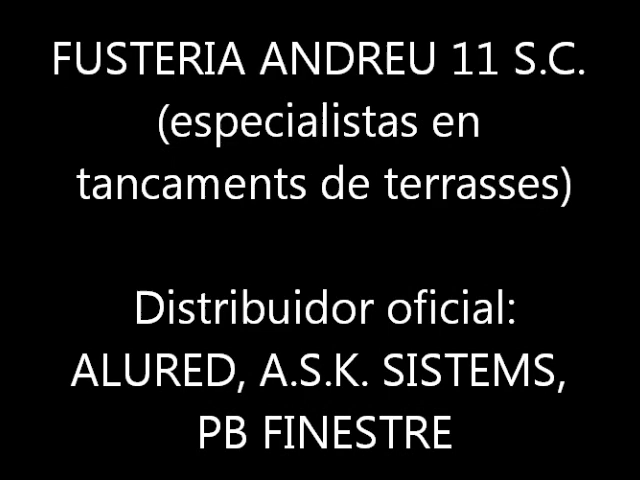 FUSTERIA ANDREU 11 S.C.
(especialistas en
tancaments de terrasses)
Distribuidor oficial:
ALURED, A.S.K. SISTEMS,
PB FINESTRE